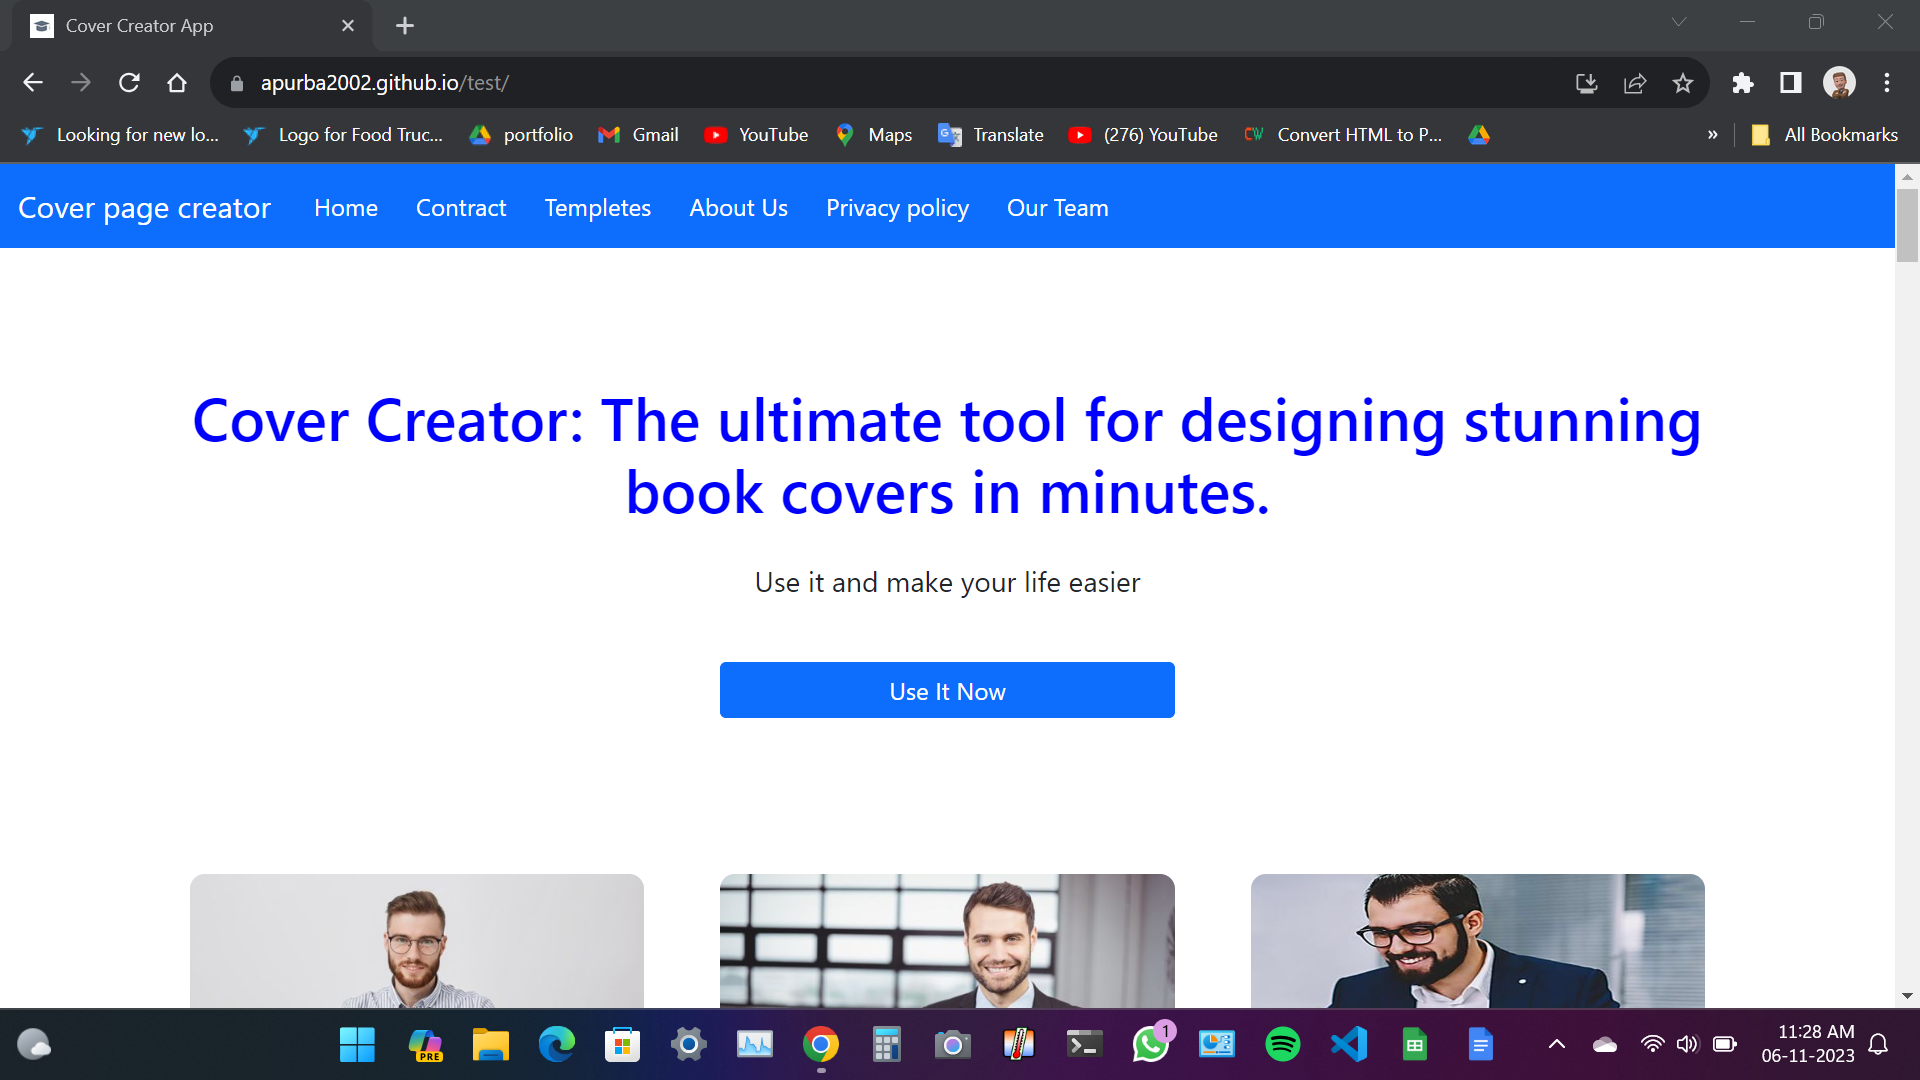 Cover Creator App
apurba2002.github.io/test/
Looking for new lo... Logo for Food Truc... portfolio Gmail YouTube Maps Translate (276) YouTube CW Convert HTML to P... » All Bookmarks
Cover page creator Home Contract Templetes About Us Privacy policy Our Team
Cover Creator: The ultimate tool for designing stunning
book covers in minutes.
Use it and make your life easier
Use It Now
PRE
1
11:28 AM
06-11-2023